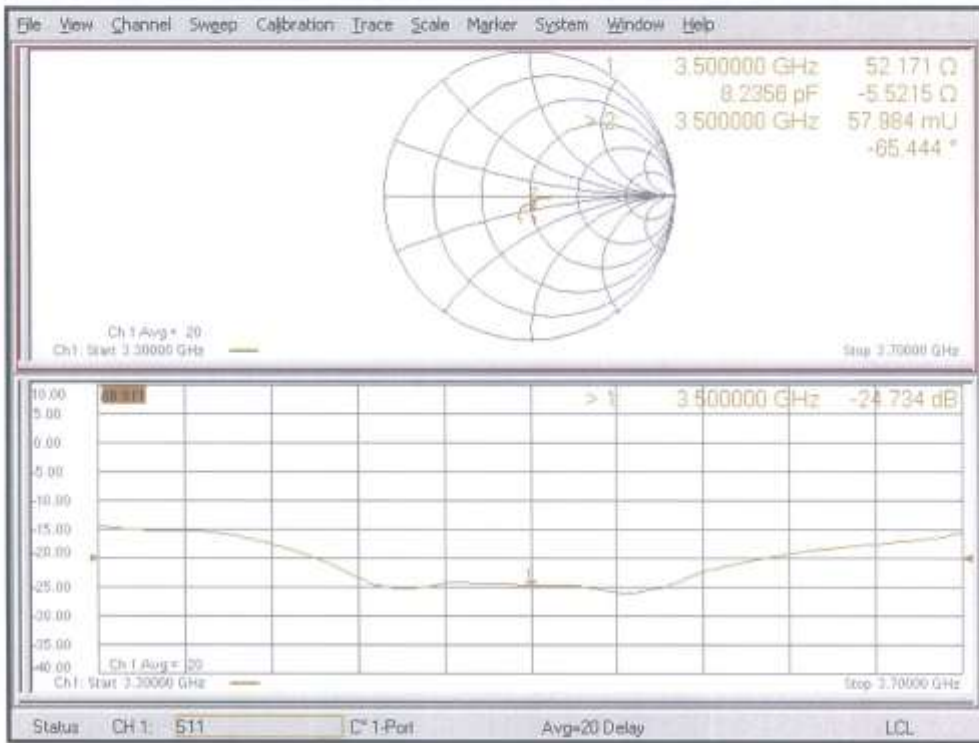 File View Channel Sweep Calibration Trace Scale Marker System Window Help
1 3.500000 GHz 52.171 Ω
8.2356 pF -5.5215 Ω
> 2 3.500000 GHz 57.984 mU
-65.444 °
Ch 1 Avg = 20
Ch1: Start 3.30000 GHz
Stop 3.70000 GHz
10.00
> 1 3.500000 GHz -24.734 dB
5.00
0.00
-5.00
-10.00
-15.00
-20.00
-25.00
-30.00
-35.00
-40.00
Ch 1 Avg = 20
Ch1: Start 3.30000 GHz
Stop 3.70000 GHz
Status CH 1: S11 C* 1-Port Avg=20 Delay LCL